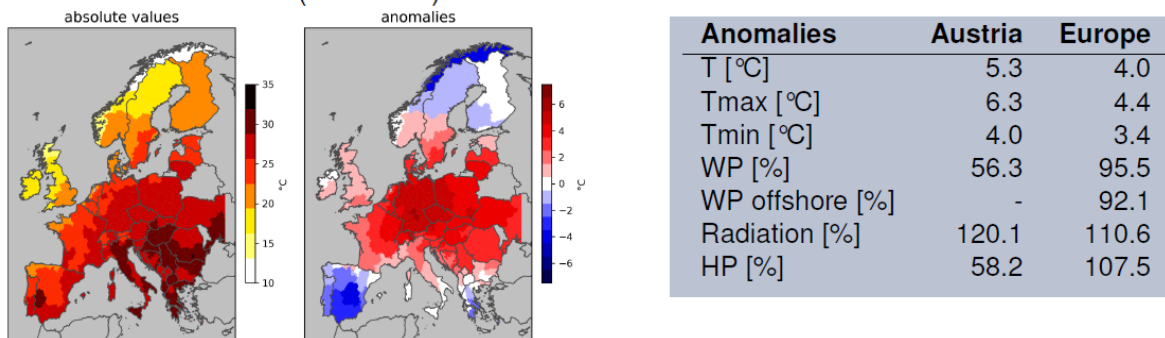 absolute values
anomalies
35
30
25
20
15
10
°C
6
4
2
0
−2
−4
−6
°C
Anomalies Austria Europe
T [°C] 5.3 4.0
Tmax [°C] 6.3 4.4
Tmin [°C] 4.0 3.4
WP [%] 56.3 95.5
WP offshore [%] - 92.1
Radiation [%] 120.1 110.6
HP [%] 58.2 107.5